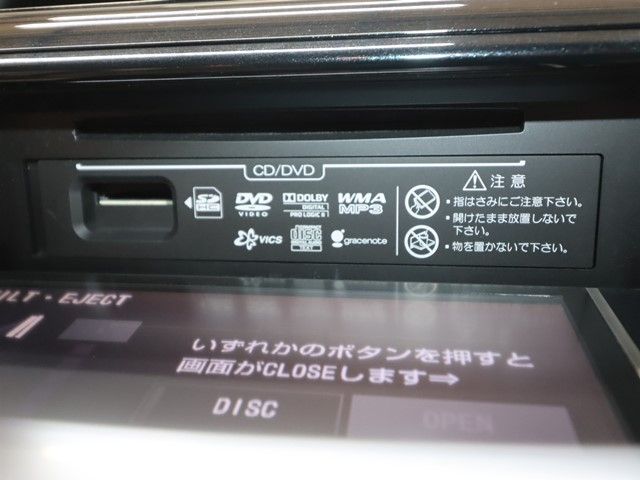 CD/DVD
SD HC
DVD VIDEO
DOLBY DIGITAL PRO LOGIC II
WMA MP3
VICS
disc
gracenote
⚠注意
・指はさみにご注意下さい。
・開けたまま放置しないで
下さい。
・物を置かないで下さい。
ULT・EJECT
いずれかのボタンを押すと
画面がCLOSEします⇒
DISC
OPEN